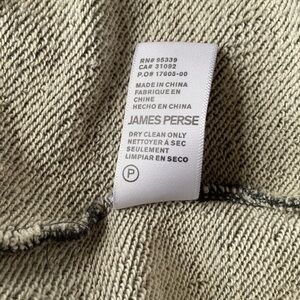 RN# 95339
CA# 31092
P.O# 17605-00
MADE IN CHINA
FABRIQUE EN
CHINE
HECHO EN CHINA
JAMES PERSE
DRY CLEAN ONLY
NETTOYER À SEC
SEULEMENT
LIMPIAR EN SECO
P